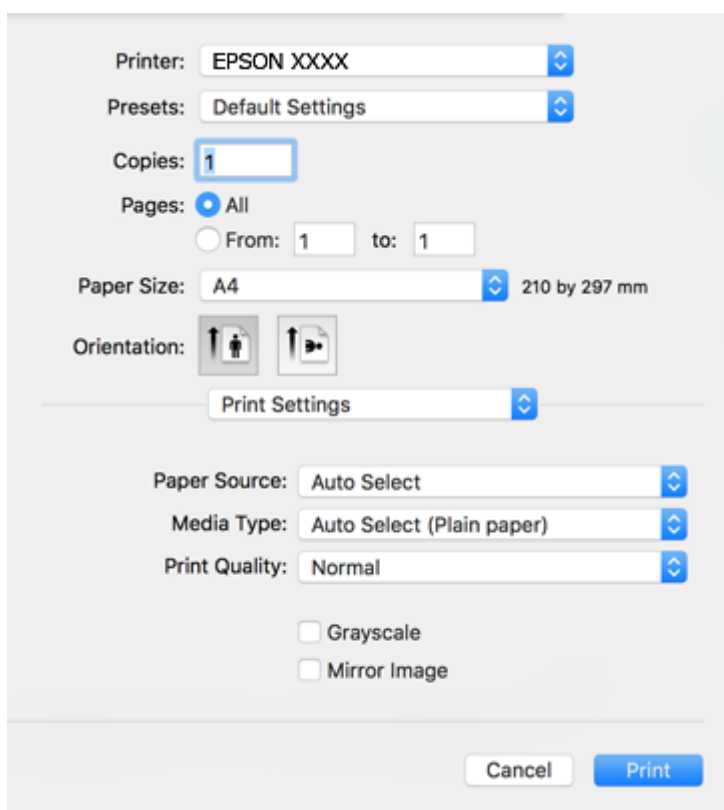 Printer: EPSON XXXX
Presets: Default Settings
Copies: 1
Pages: All
From: 1 to: 1
Paper Size: A4 210 by 297 mm
Orientation:
Print Settings
Paper Source: Auto Select
Media Type: Auto Select (Plain paper)
Print Quality: Normal
Grayscale
Mirror Image
Cancel Print